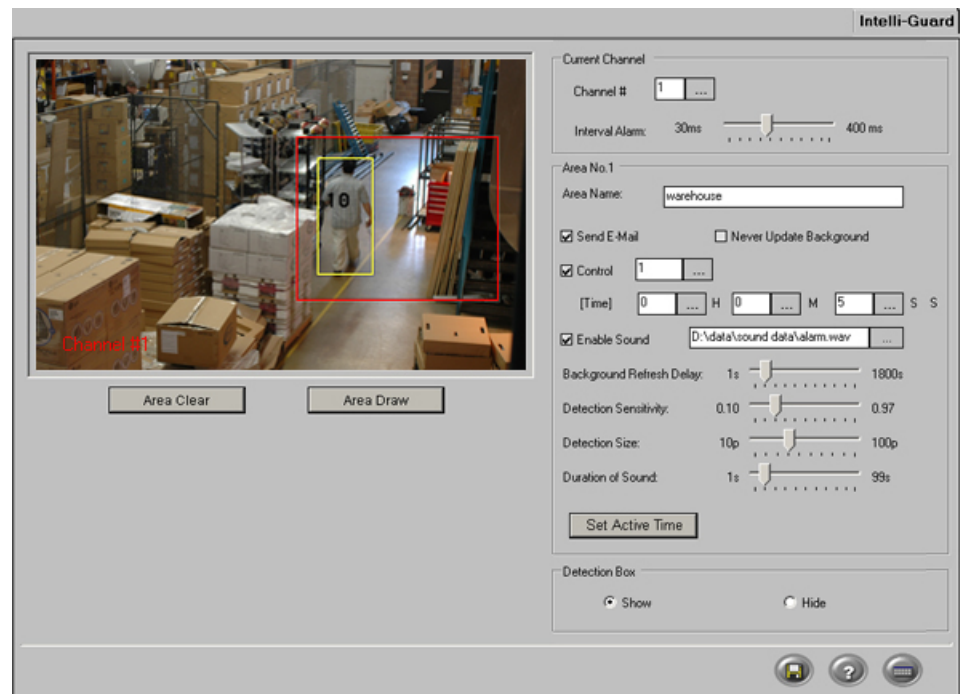 Intelli-Guard
Current Channel
Channel # 1 ...
Interval Alarm: 30ms 400 ms
Area No.1
Area Name: warehouse
Send E-Mail Never Update Background
Control 1 ...
[Time] 0 ... H 0 ... M 5 ... S S
Enable Sound D:\data\sound data\alarm.wav ...
Background Refresh Delay: 1s 1800s
Detection Sensitivity: 0.10 0.97
Detection Size: 10p 100p
Duration of Sound: 1s 99s
Set Active Time
Detection Box
Show Hide
10
Channel #1
Area Clear Area Draw
?